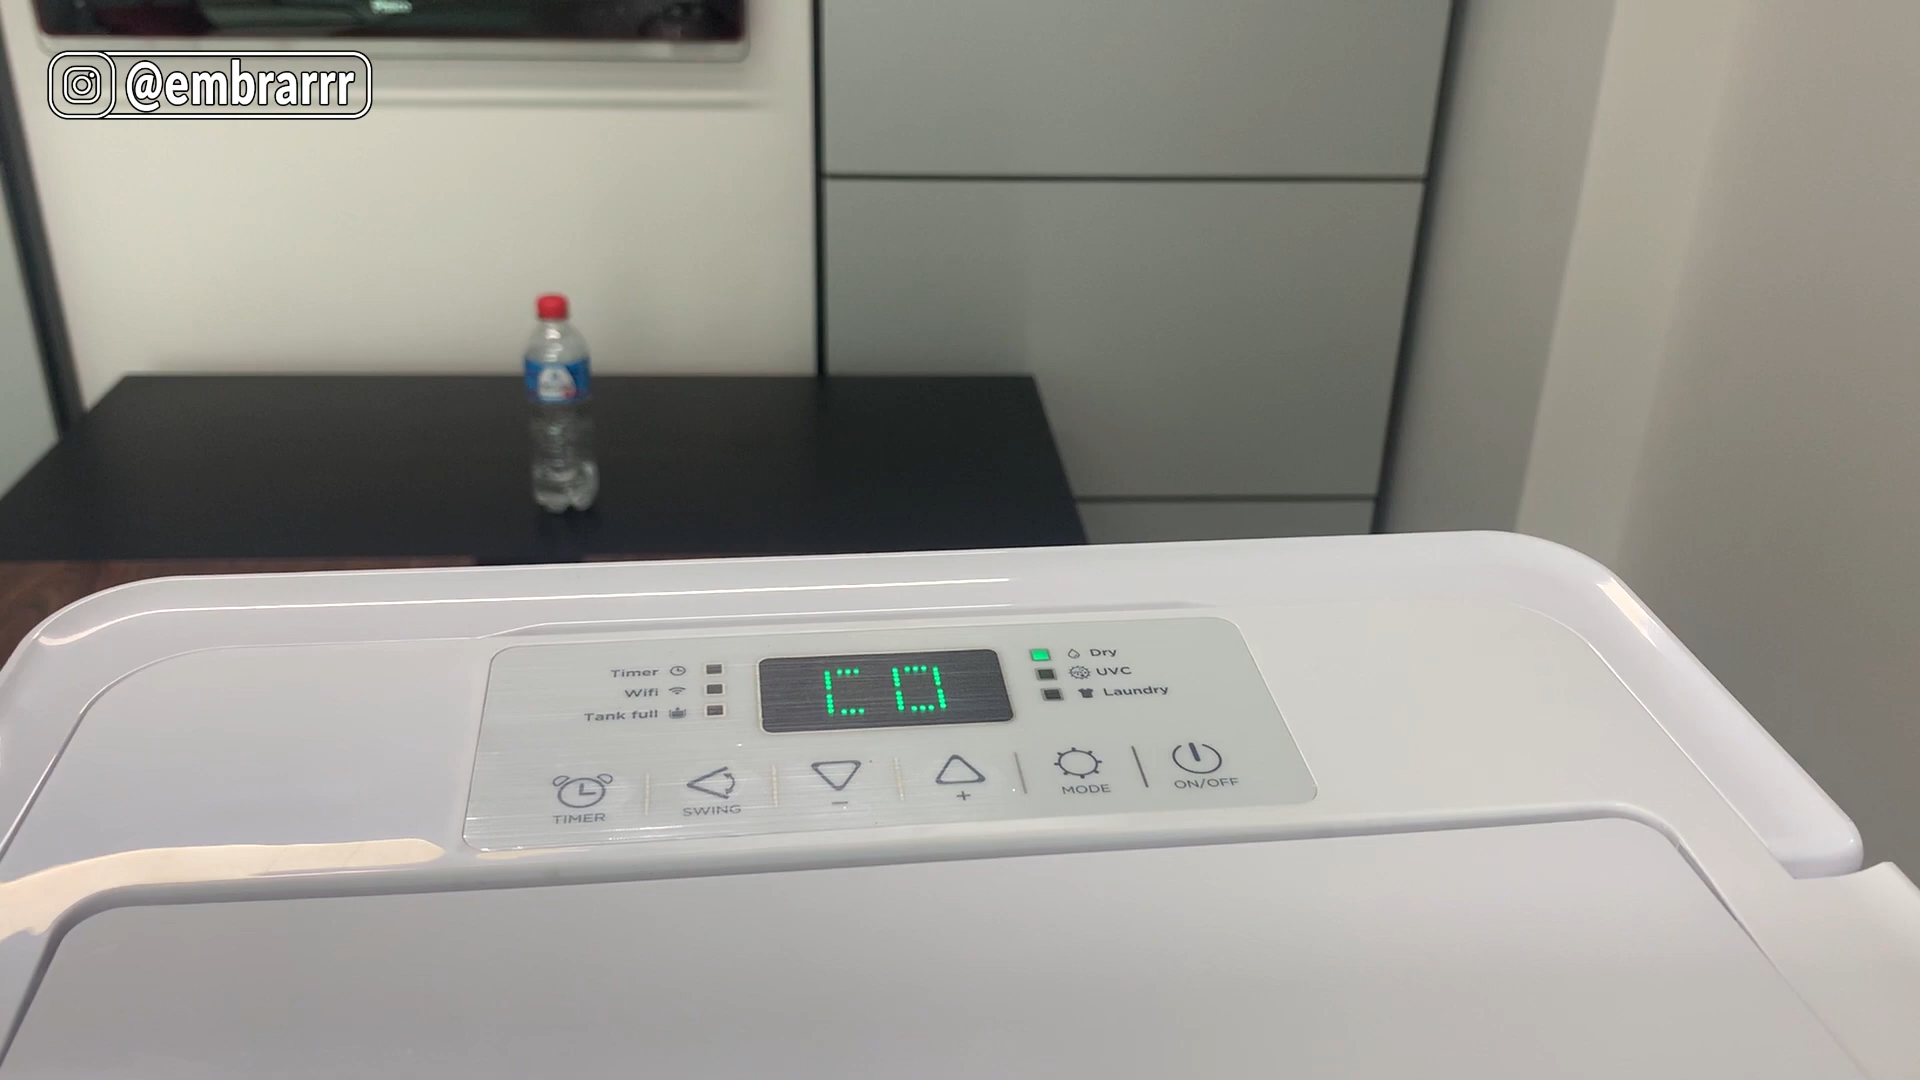 @embrarrr
Timer
Wifi
Tank full
CO
Dry
UVC
Laundry
TIMER
SWING
−
+
MODE
ON/OFF